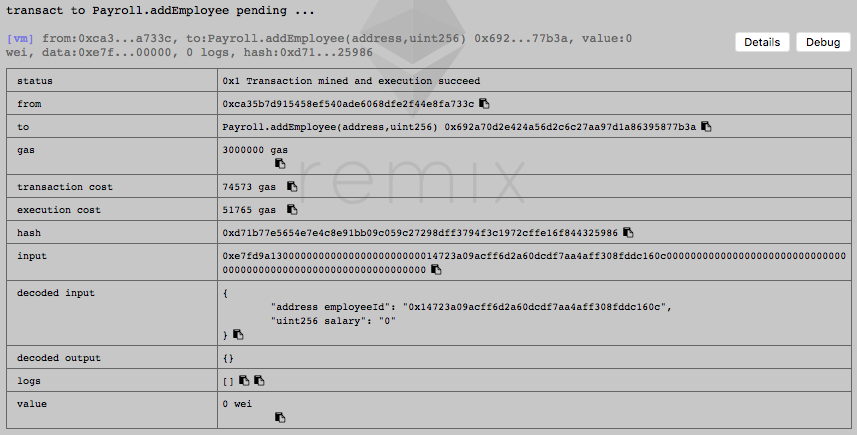 transact to Payroll.addEmployee pending ...
[vm] from:0xca3...a733c, to:Payroll.addEmployee(address,uint256) 0x692...77b3a, value:0
wei, data:0xe7f...00000, 0 logs, hash:0xd71...25986
Details
Debug
status 0x1 Transaction mined and execution succeed
from 0xca35b7d915458ef540ade6068dfe2f44e8fa733c
to Payroll.addEmployee(address,uint256) 0x692a70d2e424a56d2c6c27aa97d1a86395877b3a
gas 3000000 gas
transaction cost 74573 gas
execution cost 51765 gas
hash 0xd71b77e5654e7e4c8e91bb09c059c27298dff3794f3c1972cffe16f844325986
input 0xe7fd9a1300000000000000000000000014723a09acff6d2a60dcdf7aa4aff308fddc160c000000000000000000000000000000
0000000000000000000000000000000000
decoded input {
"address employeeId": "0x14723a09acff6d2a60dcdf7aa4aff308fddc160c",
"uint256 salary": "0"
}
decoded output {}
logs []
value 0 wei
remix